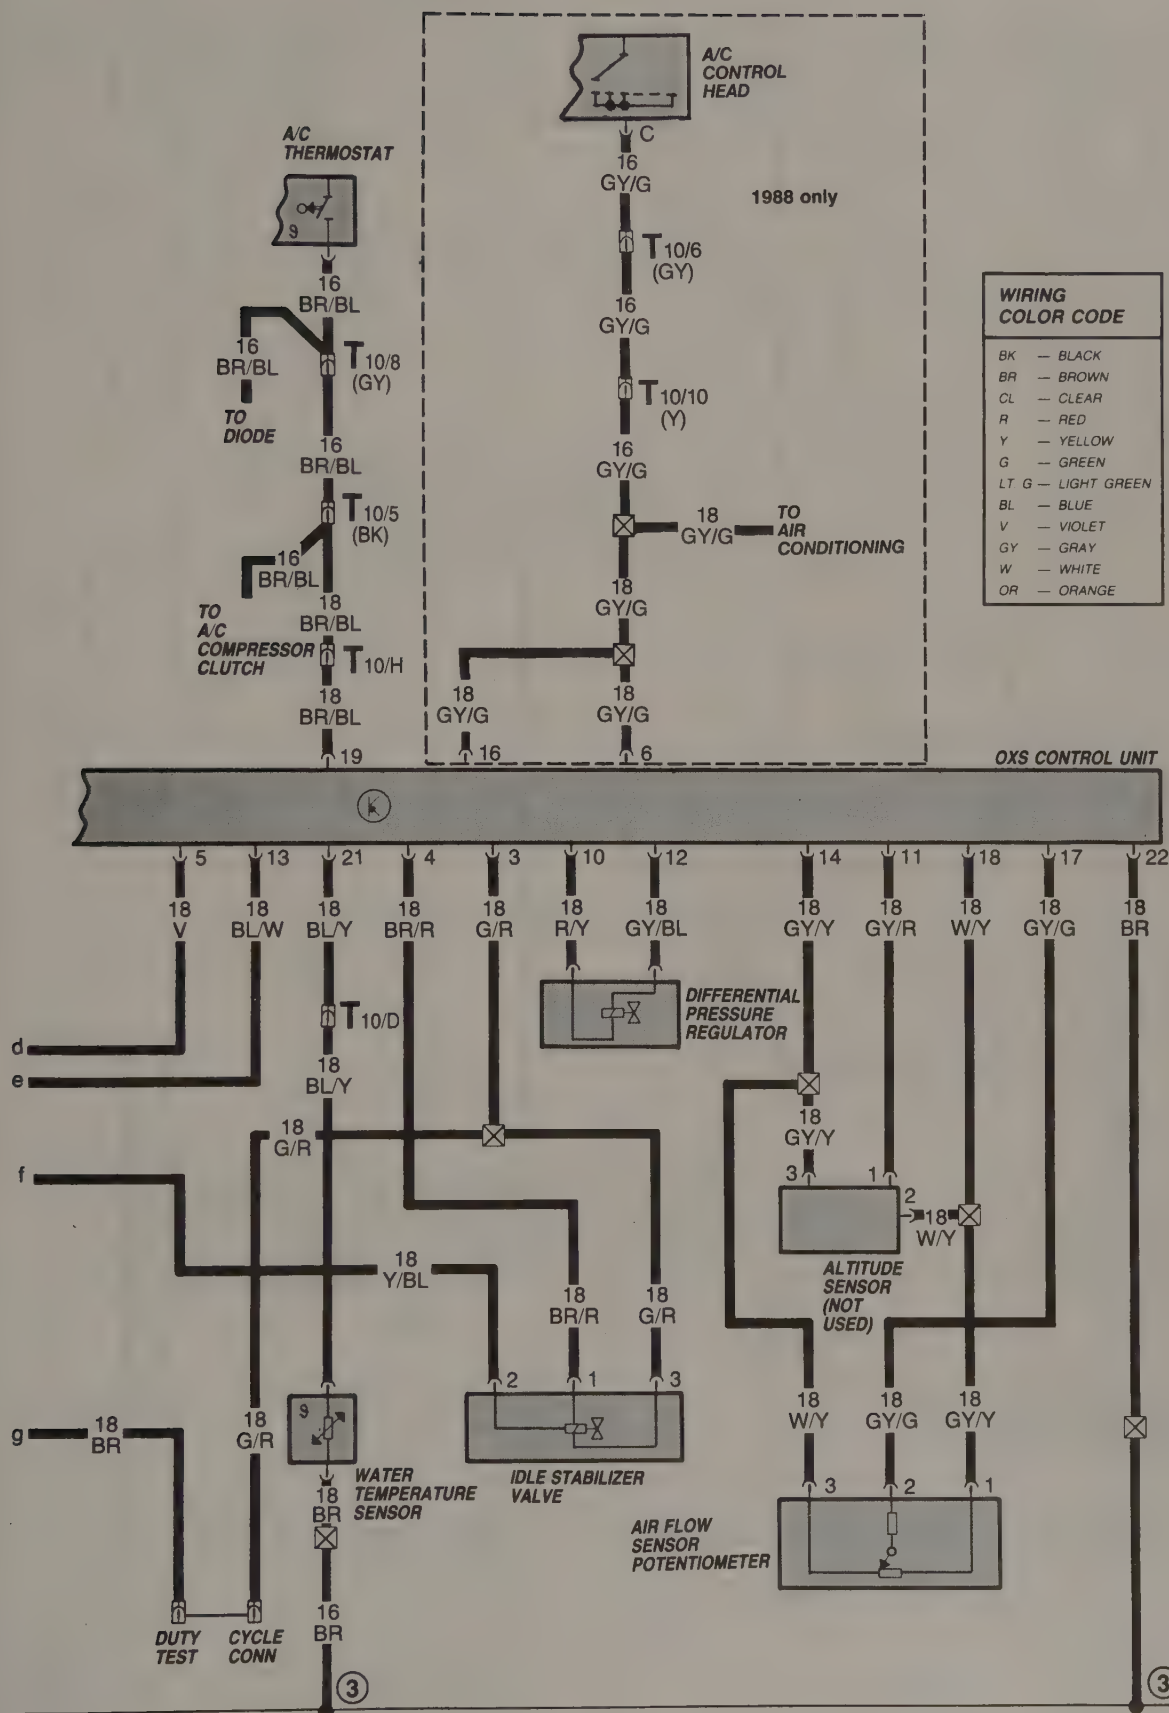 A/C
CONTROL
HEAD
C
16
GY/G
1988 only
T 10/6
(GY)
16
GY/G
T 10/10
(Y)
16
GY/G
18
GY/G
TO
AIR
CONDITIONING
18
GY/G
18
GY/G
16
18
GY/G
6
A/C
THERMOSTAT
9
16
BR/BL
16
BR/BL
TO
DIODE
T 10/8
(GY)
16
BR/BL
T 10/5
(BK)
16
BR/BL
TO
A/C
COMPRESSOR
CLUTCH
18
BR/BL
T 10/H
18
BR/BL
19
WIRING
COLOR CODE
BK — BLACK
BR — BROWN
CL — CLEAR
R — RED
Y — YELLOW
G — GREEN
LT G — LIGHT GREEN
BL — BLUE
V — VIOLET
GY — GRAY
W — WHITE
OR — ORANGE
OXS CONTROL UNIT
K
5 13 21 4 3 10 12 14 11 18 17 22
18 18 18 18 18 18 18 18 18 18 18 18
V BL/W BL/Y BR/R G/R R/Y GY/BL GY/Y GY/R W/Y GY/G BR
T 10/D
DIFFERENTIAL
PRESSURE
REGULATOR
d
e
18
BL/Y
18
G/R
18
GY/Y
f
3 1
2
18
W/Y
ALTITUDE
SENSOR
(NOT
USED)
18
Y/BL
18
BR/R
18
G/R
2 1 3
IDLE STABILIZER
VALVE
g
18
BR
18
G/R
9
WATER
TEMPERATURE
SENSOR
18
BR
18
W/Y
18
GY/G
18
GY/Y
3 2 1
AIR FLOW
SENSOR
POTENTIOMETER
16
BR
DUTY CYCLE
TEST CONN
3
3